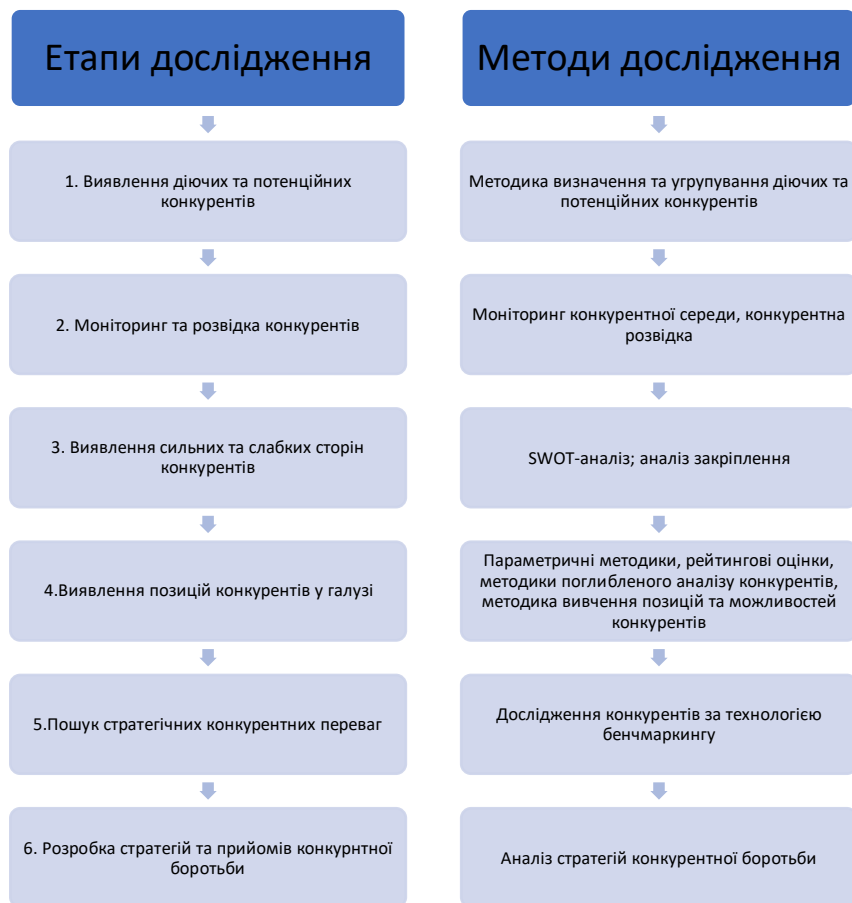 Етапи дослідження
1. Виявлення діючих та потенційних
конкурентів
2. Моніторинг та розвідка конкурентів
3. Виявлення сильних та слабких сторін
конкурентів
4.Виявлення позицій конкурентів у галузі
5.Пошук стратегічних конкурентних переваг
6. Розробка стратегій та прийомів конкурнтної
боротьби
Методи дослідження
Методика визначення та угрупування діючих та
потенційних конкурентів
Моніторинг конкурентної середи, конкурентна
розвідка
SWOT-аналіз; аналіз закріплення
Параметричні методики, рейтингові оцінки,
методики поглибленого аналізу конкурентів,
методика вивчення позицій та можливостей
конкурентів
Дослідження конкурентів за технологією
бенчмаркингу
Аналіз стратегій конкурентної боротьби